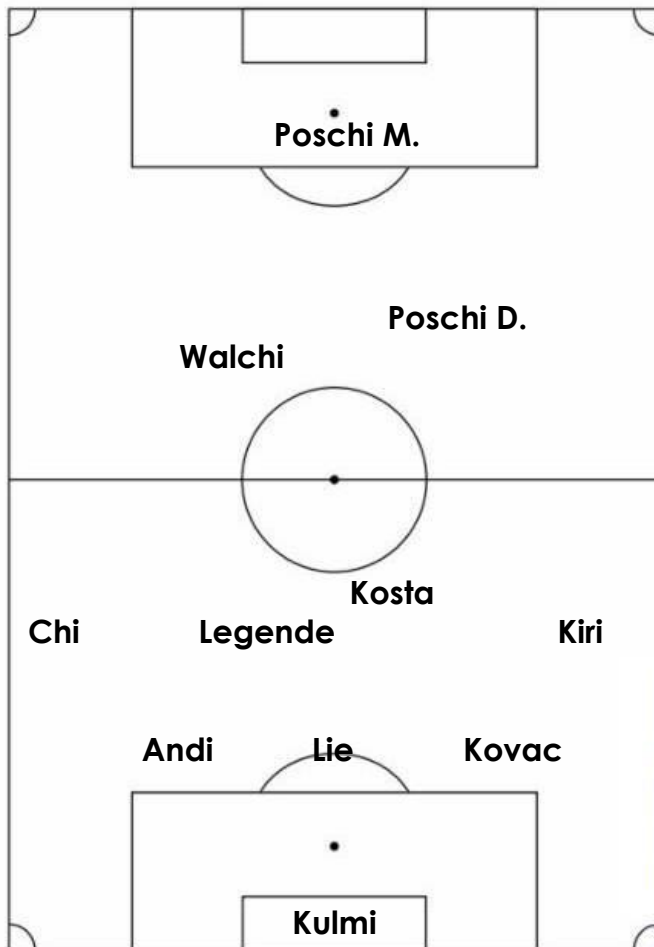 Poschi M.
Poschi D.
Walchi
Kosta
Chi Legende Kiri
Andi Lie Kovac
Kulmi